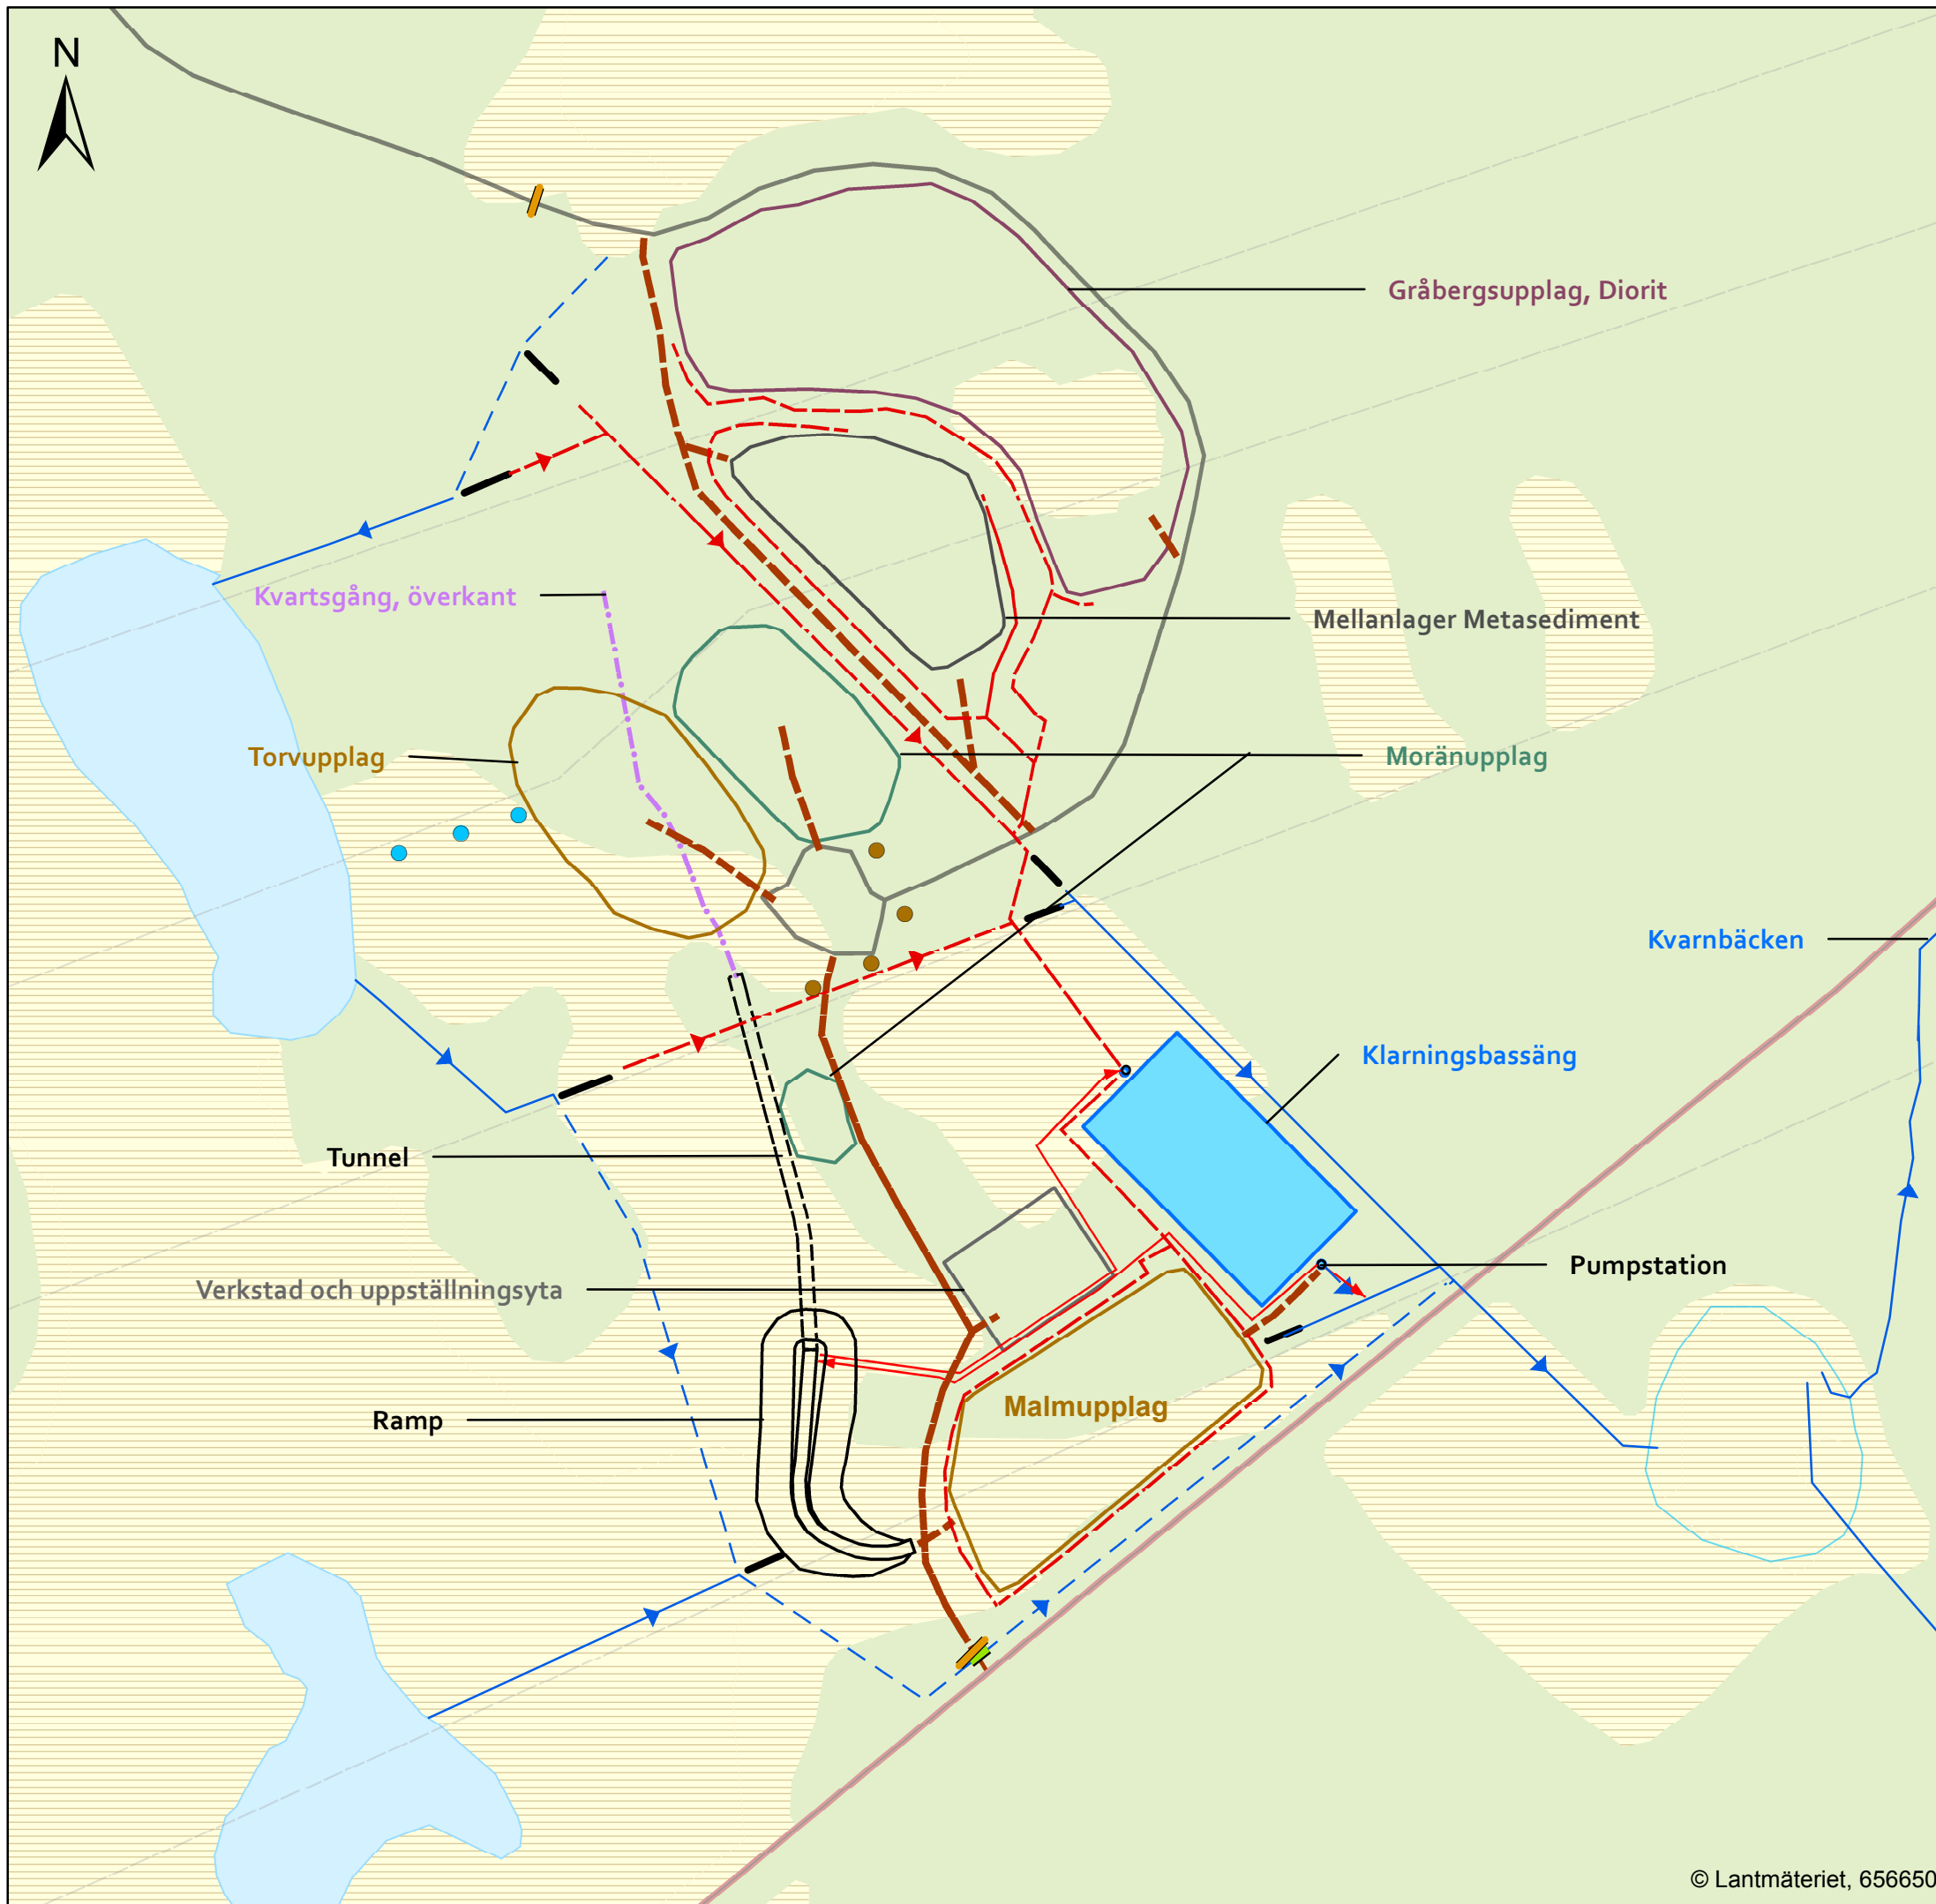 N
Gråbergsupplag, Diorit
Kvartsgång, överkant
Mellanlager Metasediment
Torvupplag
Moränupplag
Kvarnbäcken
Klarningsbassäng
Tunnel
Pumpstation
Verkstad och uppställningsyta
Malmupplag
Ramp
© Lantmäteriet, 656650